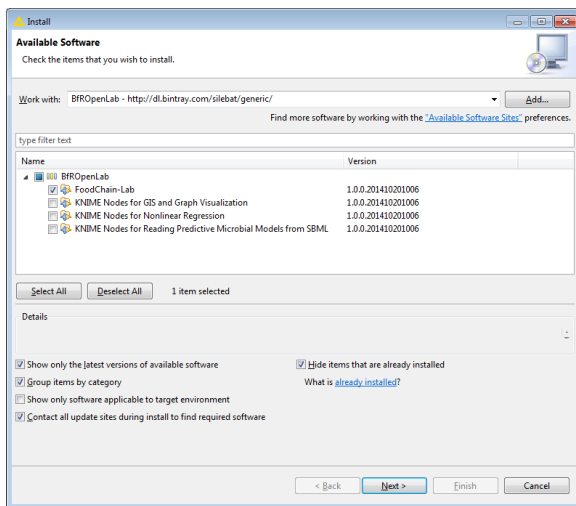 Install
Available Software
Check the items that you wish to install.
Work with: BfROpenLab - http://dl.bintray.com/silebat/generic/ Add...
Find more software by working with the "Available Software Sites" preferences.
type filter text
Name Version
BfROpenLab
FoodChain-Lab 1.0.0.201410201006
KNIME Nodes for GIS and Graph Visualization 1.0.0.201410201006
KNIME Nodes for Nonlinear Regression 1.0.0.201410201006
KNIME Nodes for Reading Predictive Microbial Models from SBML 1.0.0.201410201006
Select All Deselect All 1 item selected
Details
Show only the latest versions of available software Hide items that are already installed
Group items by category What is already installed?
Show only software applicable to target environment
Contact all update sites during install to find required software
< Back Next > Finish Cancel